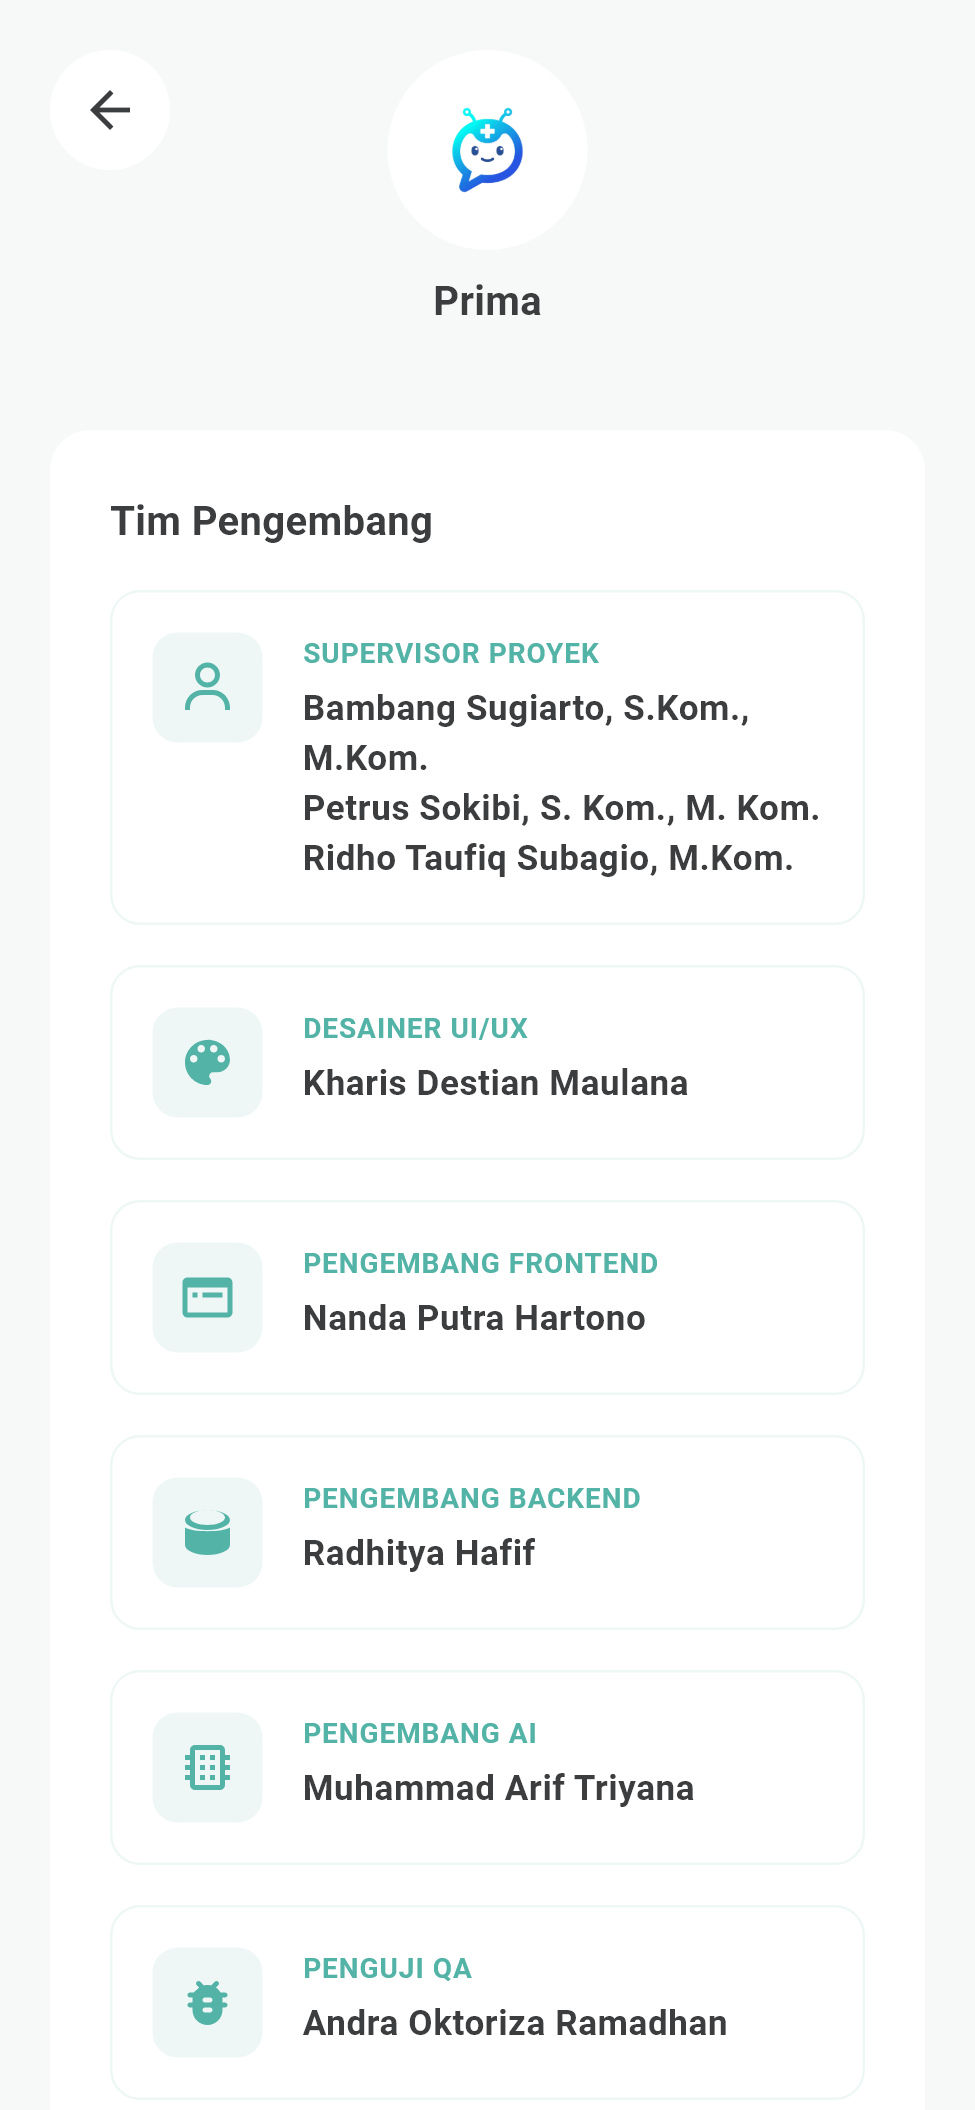 Prima
Tim Pengembang
SUPERVISOR PROYEK
Bambang Sugiarto, S.Kom.,
M.Kom.
Petrus Sokibi, S. Kom., M. Kom.
Ridho Taufiq Subagio, M.Kom.
DESAINER UI/UX
Kharis Destian Maulana
PENGEMBANG FRONTEND
Nanda Putra Hartono
PENGEMBANG BACKEND
Radhitya Hafif
PENGEMBANG AI
Muhammad Arif Triyana
PENGUJI QA
Andra Oktoriza Ramadhan